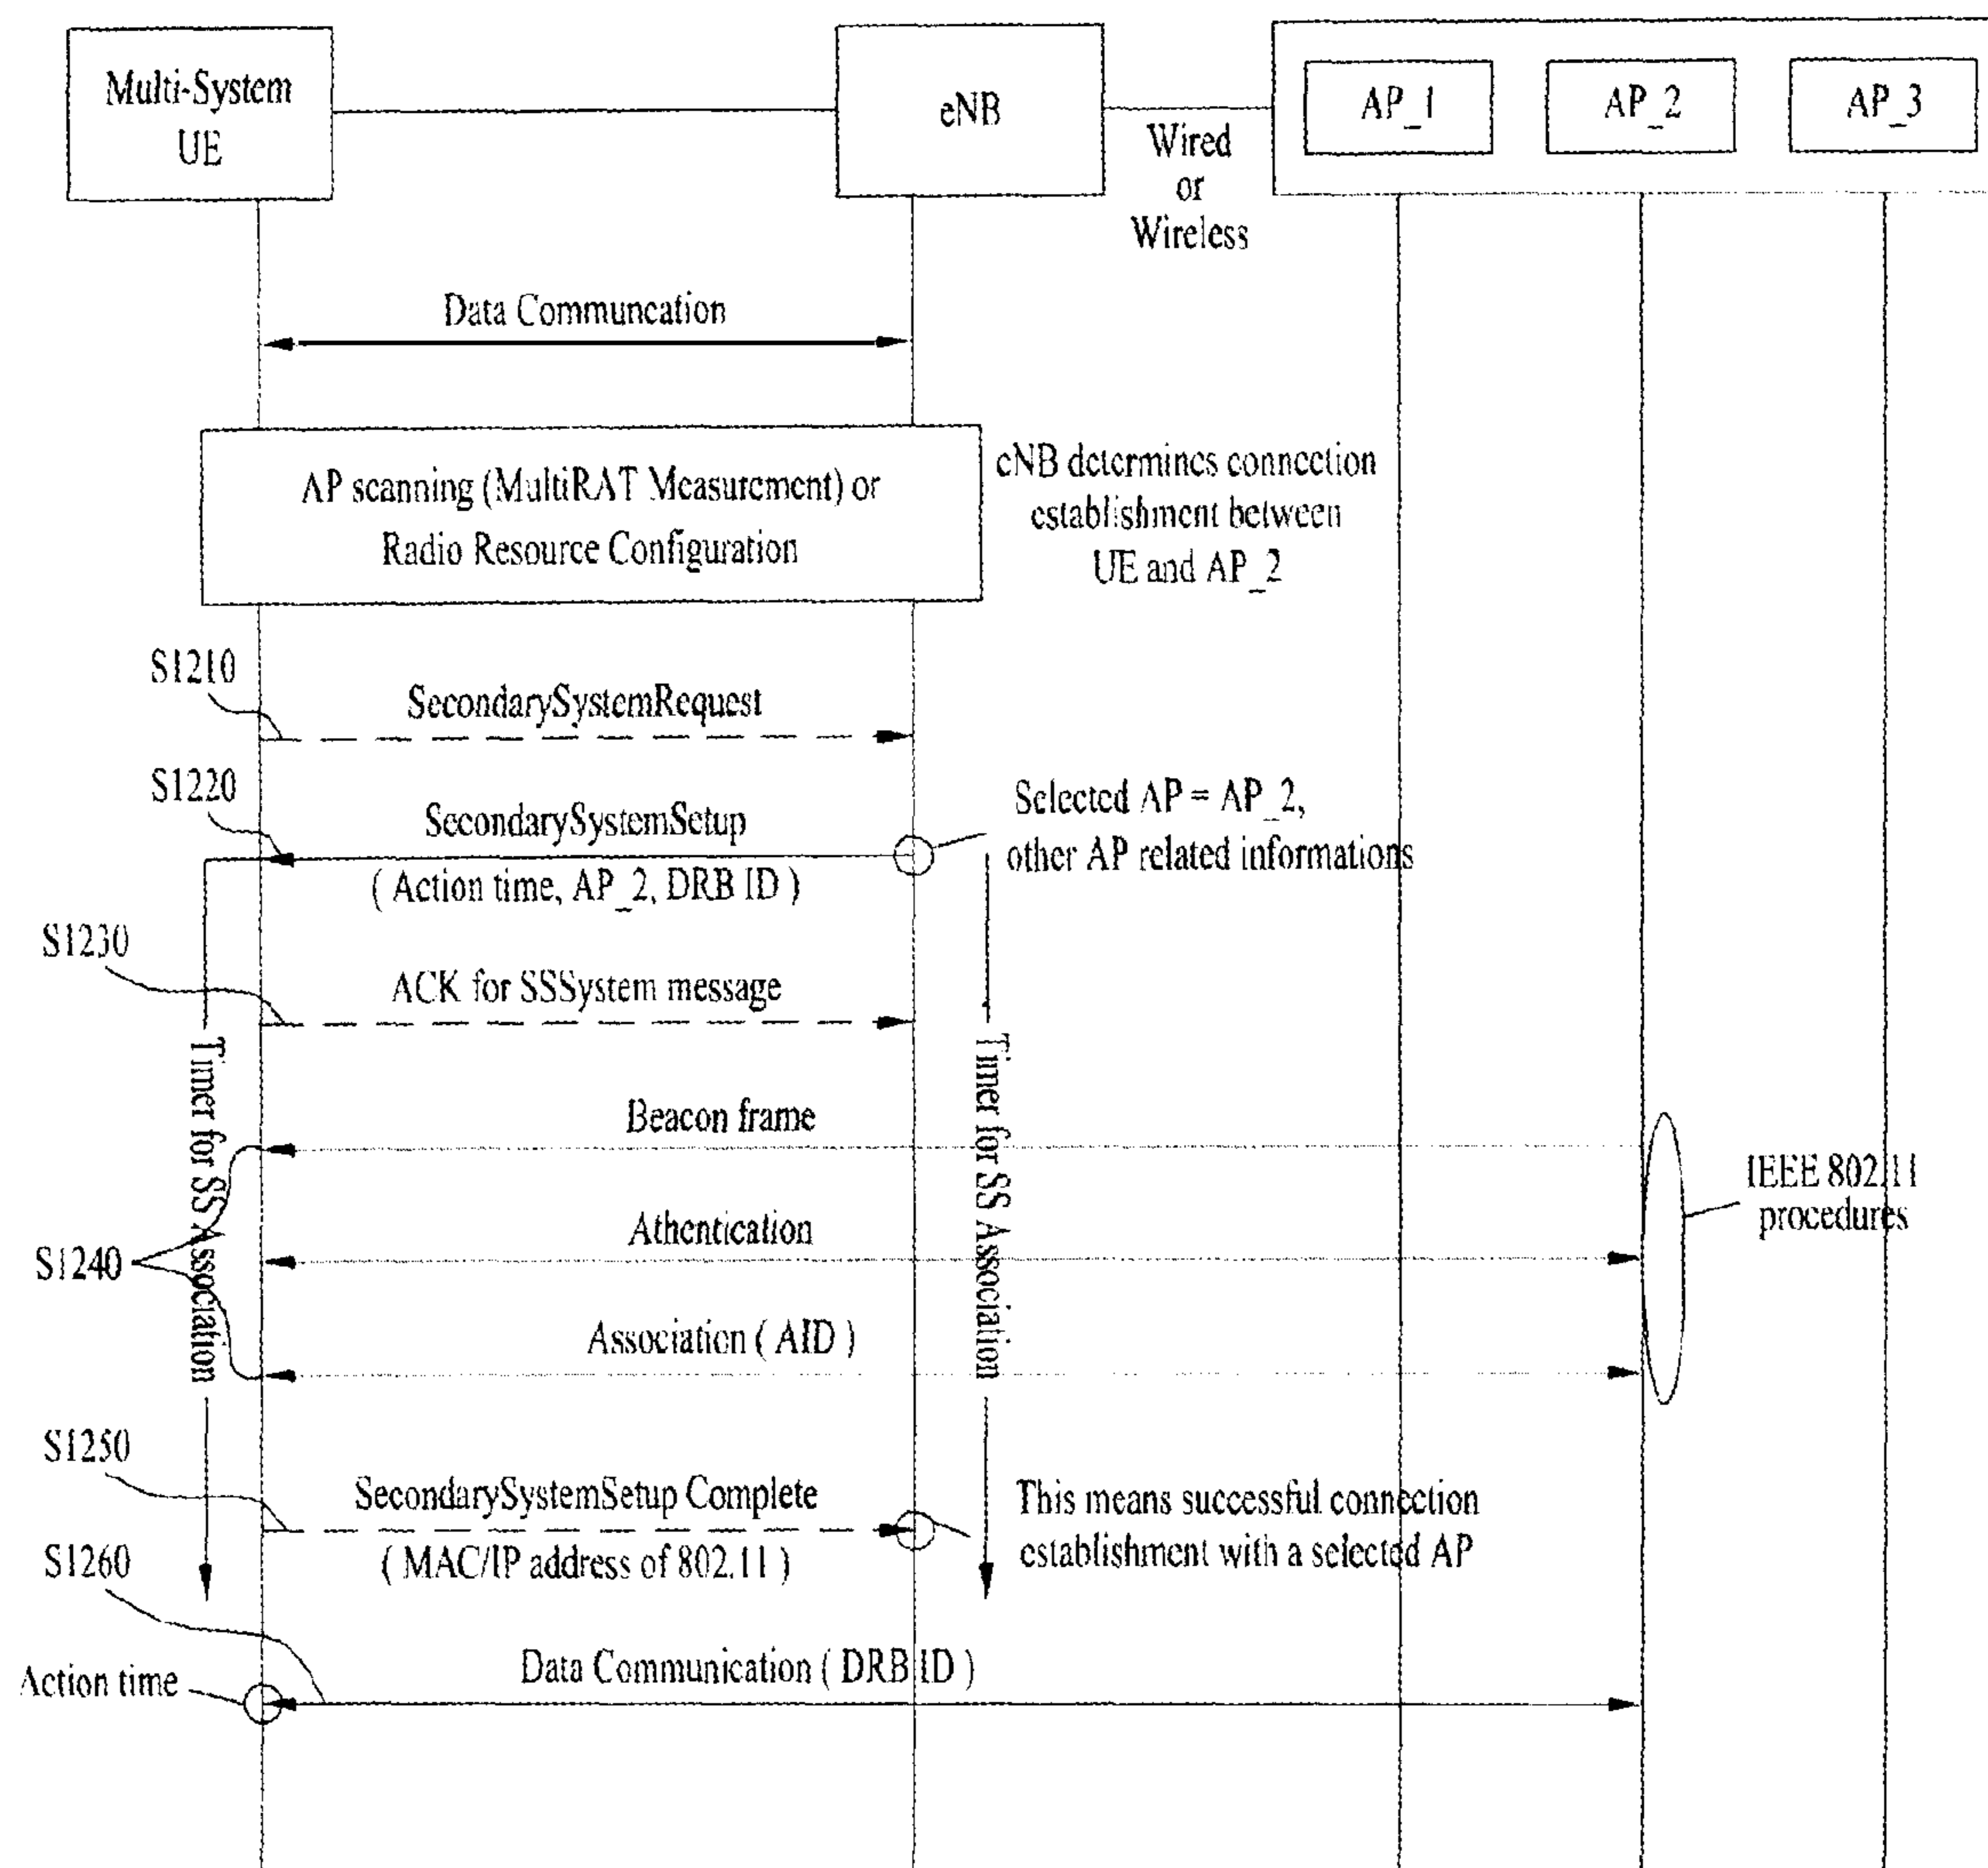 Multi-System
UE
eNB
Wired
or
Wireless
AP_1
AP_2
AP_3
Data Communcation
AP scanning (MultiRAT Measurement) or
Radio Resource Configuration
eNB determines connection
establishment between
UE and AP_2
S1210
SecondarySystemRequest
S1220
SecondarySystemSetup
( Action time, AP_2, DRB ID )
Selected AP = AP_2,
other AP related informations
S1230
ACK for SSSystem message
Timer for SS Association
Timer for SS Association
Beacon frame
Athentication
Association ( AID )
S1240
IEEE 802.11
procedures
S1250
SecondarySystemSetup Complete
( MAC/IP address of 802.11 )
This means successful connection
establishment with a selected AP
S1260
Data Communication ( DRB ID )
Action time